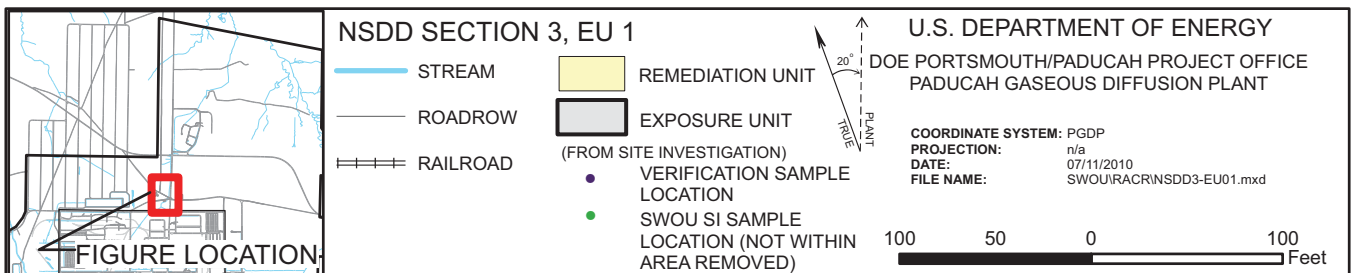 FIGURE LOCATION
NSDD SECTION 3, EU 1
STREAM
ROADROW
RAILROAD
REMEDIATION UNIT
EXPOSURE UNIT
(FROM SITE INVESTIGATION)
VERIFICATION SAMPLE
LOCATION
SWOU SI SAMPLE
LOCATION (NOT WITHIN
AREA REMOVED)
20°
TRUE
PLANT
U.S. DEPARTMENT OF ENERGY
DOE PORTSMOUTH/PADUCAH PROJECT OFFICE
PADUCAH GASEOUS DIFFUSION PLANT
COORDINATE SYSTEM: PGDP
PROJECTION: n/a
DATE: 07/11/2010
FILE NAME: SWOU\RACR\NSDD3-EU01.mxd
100 50 0 100
Feet